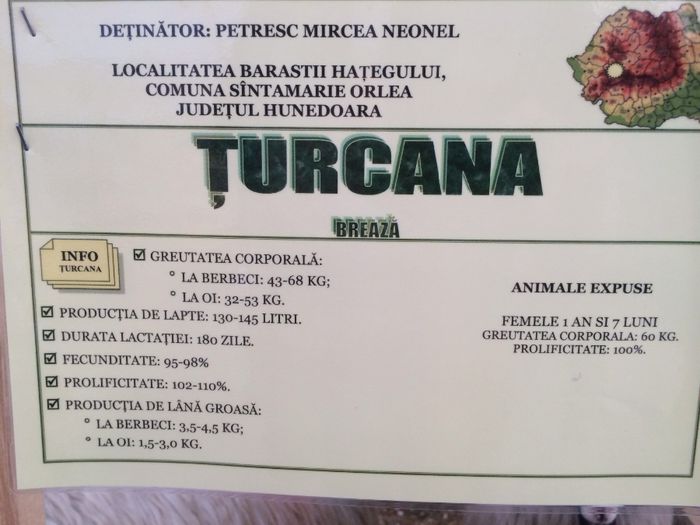 DEȚINĂTOR: PETRESC MIRCEA NEONEL
LOCALITATEA BARASTII HAȚEGULUI,
COMUNA SÎNTAMARIE ORLEA
JUDEȚUL HUNEDOARA
ȚURCANA
BREAZĂ
INFO
ȚURCANA
GREUTATEA CORPORALĂ:
LA BERBECI: 43-68 KG;
LA OI: 32-53 KG.
PRODUCȚIA DE LAPTE: 130-145 LITRI.
DURATA LACTAȚIEI: 180 ZILE.
FECUNDITATE: 95-98%
PROLIFICITATE: 102-110%.
PRODUCȚIA DE LÂNĂ GROASĂ:
LA BERBECI: 3,5-4,5 KG;
LA OI: 1,5-3,0 KG.
ANIMALE EXPUSE
FEMELE 1 AN SI 7 LUNI
GREUTATEA CORPORALA: 60 KG.
PROLIFICITATE: 100%.